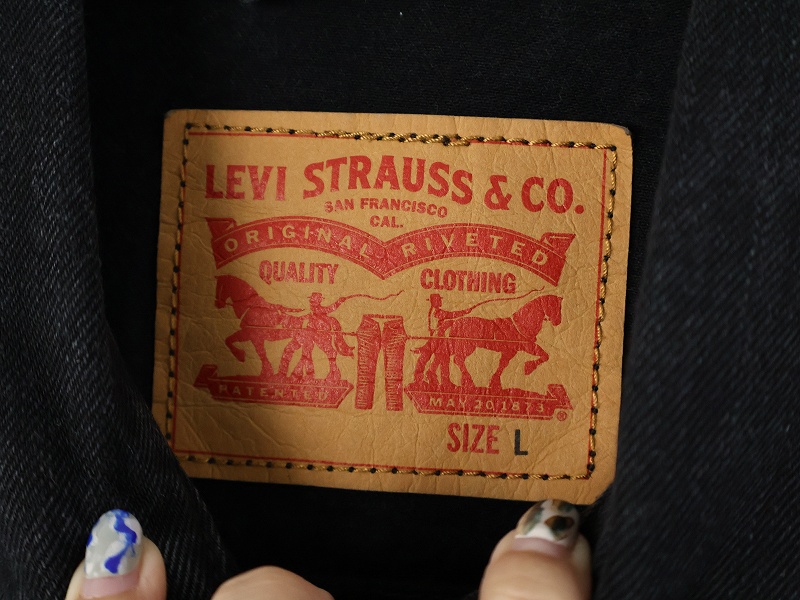 LEVI STRAUSS & CO.
SAN FRANCISCO
CAL.
ORIGINAL RIVETED
QUALITY CLOTHING
PATENTED MAY 20 1873 ®
SIZE L